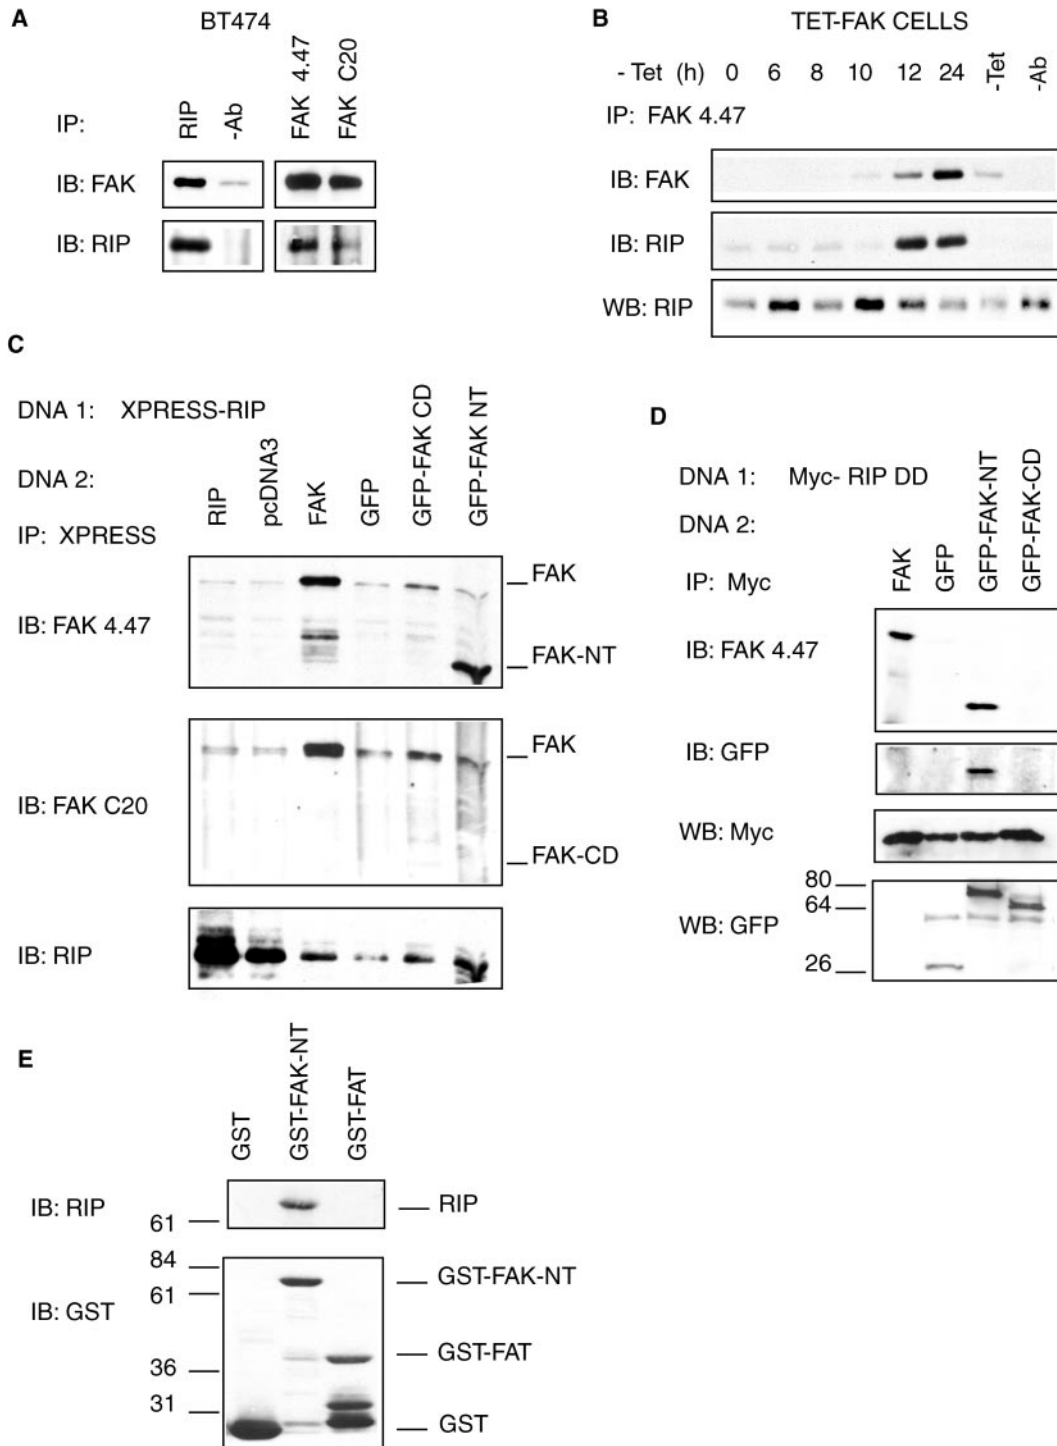 A
BT474
IP:
RIP
-Ab
FAK 4.47
FAK C20
IB: FAK
IB: RIP
B
TET-FAK CELLS
- Tet (h) 0 6 8 10 12 24 -Tet -Ab
IP: FAK 4.47
IB: FAK
IB: RIP
WB: RIP
C
DNA 1: XPRESS-RIP
DNA 2:
RIP
pcDNA3
FAK
GFP
GFP-FAK CD
GFP-FAK NT
IP: XPRESS
IB: FAK 4.47
FAK
FAK-NT
IB: FAK C20
FAK
FAK-CD
IB: RIP
D
DNA 1: Myc- RIP DD
DNA 2:
FAK
GFP
GFP-FAK-NT
GFP-FAK-CD
IP: Myc
IB: FAK 4.47
IB: GFP
WB: Myc
WB: GFP
80
64
26
E
GST
GST-FAK-NT
GST-FAT
IB: RIP
61
RIP
IB: GST
84
61
36
31
GST-FAK-NT
GST-FAT
GST